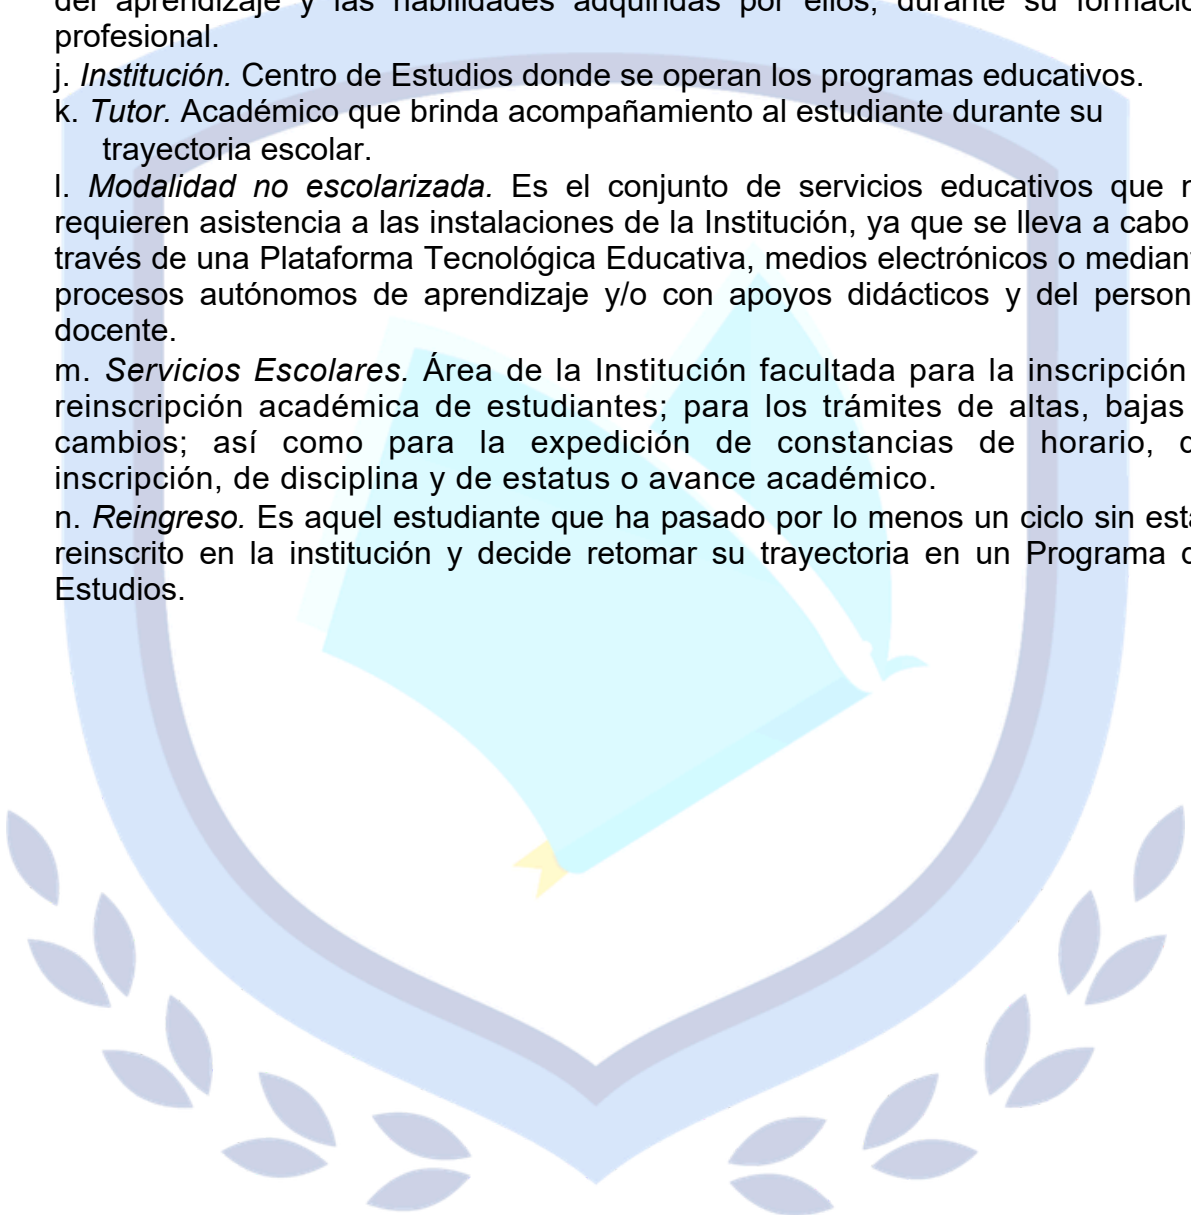 del aprendizaje y las habilidades adquiridas por ellos, durante su formació
profesional.
j. Institución. Centro de Estudios donde se operan los programas educativos.
k. Tutor. Académico que brinda acompañamiento al estudiante durante su
trayectoria escolar.
l. Modalidad no escolarizada. Es el conjunto de servicios educativos que n
requieren asistencia a las instalaciones de la Institución, ya que se lleva a cabo
través de una Plataforma Tecnológica Educativa, medios electrónicos o median
procesos autónomos de aprendizaje y/o con apoyos didácticos y del person
docente.
m. Servicios Escolares. Área de la Institución facultada para la inscripción
reinscripción académica de estudiantes; para los trámites de altas, bajas
cambios; así como para la expedición de constancias de horario, d
inscripción, de disciplina y de estatus o avance académico.
n. Reingreso. Es aquel estudiante que ha pasado por lo menos un ciclo sin esta
reinscrito en la institución y decide retomar su trayectoria en un Programa d
Estudios.